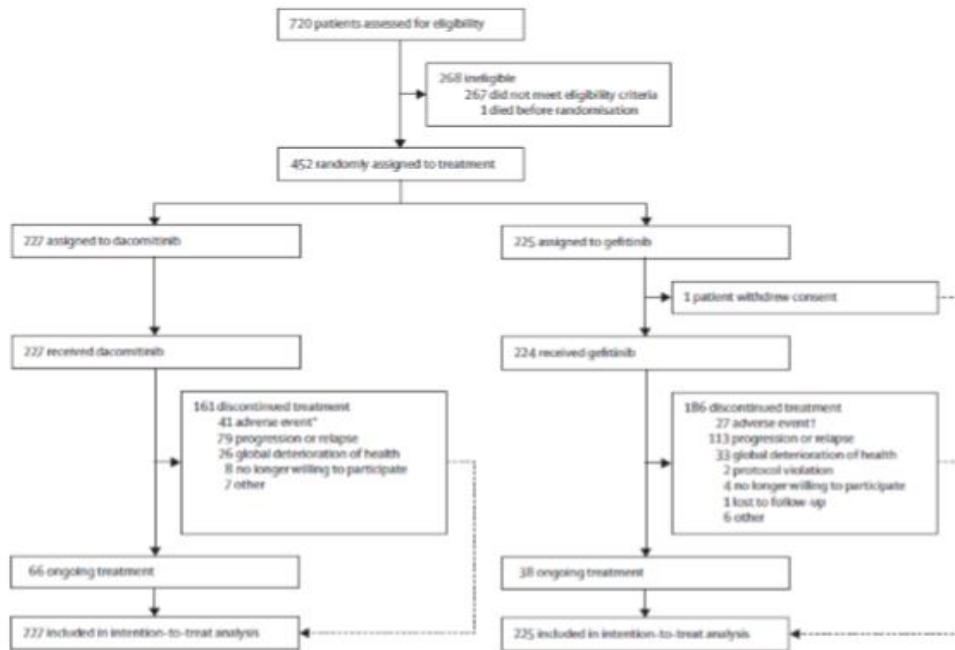 720 patients assessed for eligibility
268 ineligible
267 did not meet eligibility criteria
1 died before randomisation
452 randomly assigned to treatment
227 assigned to dacomitinib
225 assigned to gefitinib
1 patient withdrew consent
227 received dacomitinib
224 received gefitinib
161 discontinued treatment
41 adverse event*
79 progression or relapse
26 global deterioration of health
8 no longer willing to participate
7 other
186 discontinued treatment
27 adverse event†
113 progression or relapse
33 global deterioration of health
2 protocol violation
4 no longer willing to participate
1 lost to follow-up
6 other
66 ongoing treatment
38 ongoing treatment
227 included in intention-to-treat analysis
225 included in intention-to-treat analysis